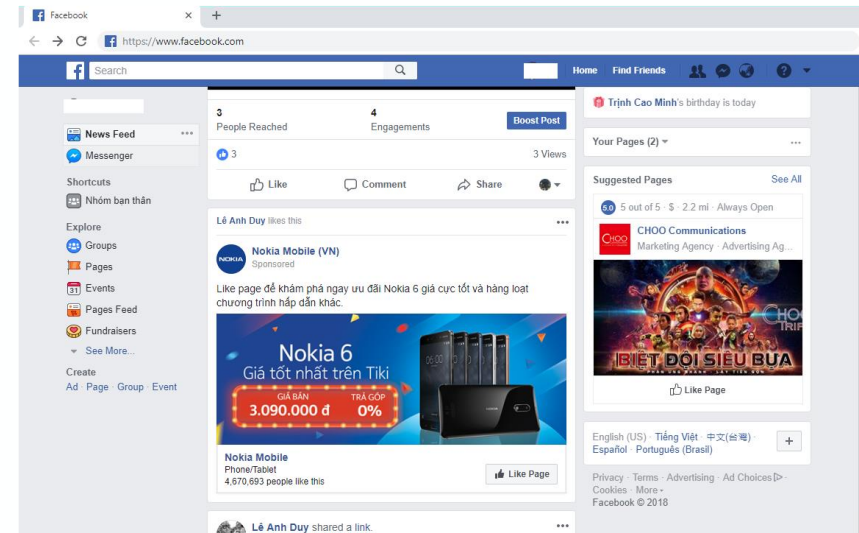 Facebook
https://www.facebook.com
Search
Home Find Friends
News Feed
Messenger
Shortcuts
Nhóm bạn thân
Explore
Groups
Pages
31 Events
Pages Feed
Fundraisers
See More...
Create
Ad · Page · Group · Event
3 4
People Reached Engagements Boost Post
3 3 Views
Like Comment Share
Lê Anh Duy likes this
NOKIA Nokia Mobile (VN)
Sponsored
Like page để khám phá ngay ưu đãi Nokia 6 giá cực tốt và hàng loạt
chương trình hấp dẫn khác.
Nokia 6
Giá tốt nhất trên Tiki
GIÁ BÁN TRẢ GÓP
3.090.000 đ 0%
06:00
NOKIA
Nokia Mobile
Phone/Tablet
4,670,693 people like this
Like Page
Lê Anh Duy shared a link.
Trịnh Cao Minh's birthday is today
Your Pages (2)
Suggested Pages See All
5.0 5 out of 5 · $ · 2.2 mi · Always Open
CHOO CHOO Communications
Marketing Agency · Advertising Ag...
CHO
TRIP
BIỆT ĐỘI SIÊU BỰA
Like Page
English (US) · Tiếng Việt · 中文(台灣) ·
Español · Português (Brasil)
Privacy · Terms · Advertising · Ad Choices ·
Cookies · More
Facebook © 2018